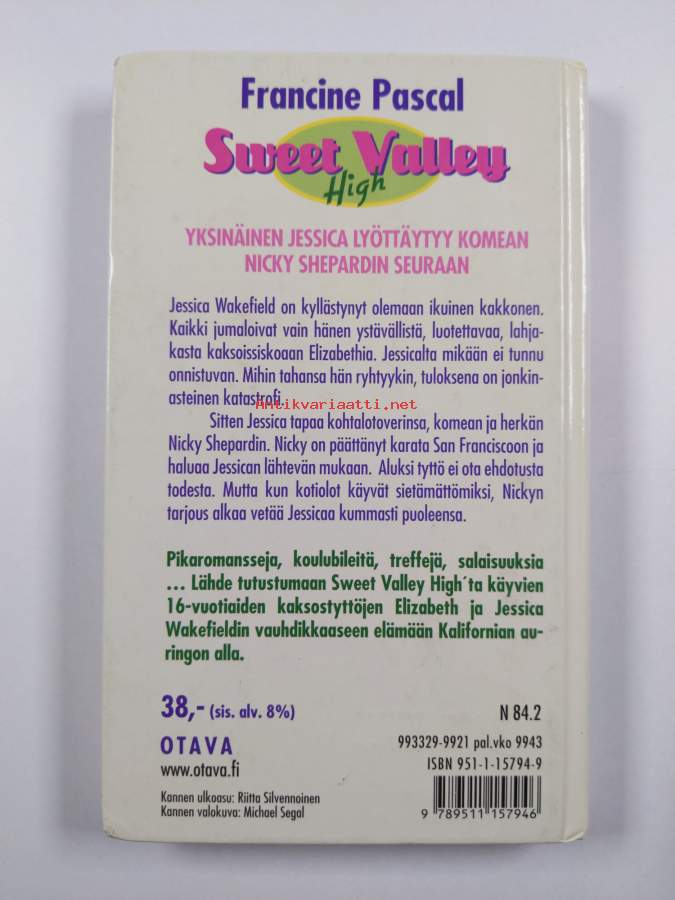 Francine Pascal
Sweet Valley
High
YKSINÄINEN JESSICA LYÖTTÄYTYY KOMEAN
NICKY SHEPARDIN SEURAAN
Jessica Wakefield on kyllästynyt olemaan ikuinen kakkonen.
Kaikki jumaloivat vain hänen ystävällistä, luotettavaa, lahja-
kasta kaksoissiskoaan Elizabethia. Jessicalta mikään ei tunnu
onnistuvan. Mihin tahansa hän ryhtyykin, tuloksena on jonkin-
asteinen katastrofi.
Antikvariaatti.net
Sitten Jessica tapaa kohtalotoverinsa, komean ja herkän
Nicky Shepardin. Nicky on päättänyt karata San Franciscoon ja
haluaa Jessican lähtevän mukaan. Aluksi tyttö ei ota ehdotusta
todesta. Mutta kun kotiolot käyvät sietämättömiksi, Nickyn
tarjous alkaa vetää Jessicaa kummasti puoleensa.
Pikaromansseja, koulubileitä, treffejä, salaisuuksia
... Lähde tutustumaan Sweet Valley High´ta käyvien
16-vuotiaiden kaksostyttöjen Elizabeth ja Jessica
Wakefieldin vauhdikkaaseen elämään Kalifornian au-
ringon alla.
38,- (sis. alv. 8%)
N 84.2
OTAVA
993329-9921 pal.vko 9943
www.otava.fi
ISBN 951-1-15794-9
Kannen ulkoasu: Riitta Silvennoinen
Kannen valokuva: Michael Segal
9 789511 157946